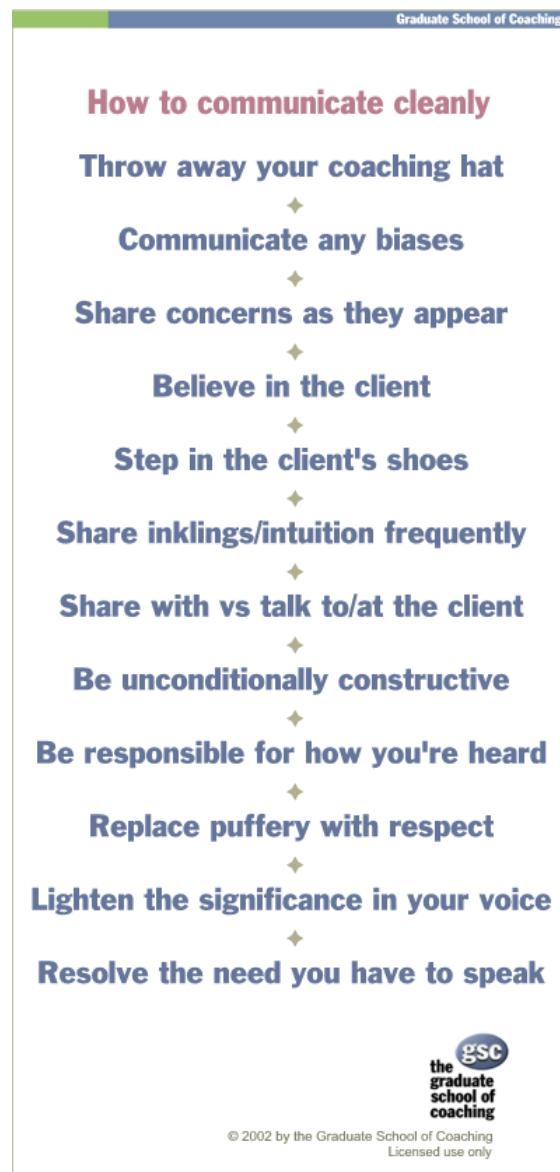 Graduate School of Coaching
How to communicate cleanly
Throw away your coaching hat
Communicate any biases
Share concerns as they appear
Believe in the client
Step in the client's shoes
Share inklings/intuition frequently
Share with vs talk to/at the client
Be unconditionally constructive
Be responsible for how you're heard
Replace puffery with respect
Lighten the significance in your voice
Resolve the need you have to speak
gsc
the
graduate
school of
coaching
© 2002 by the Graduate School of Coaching
Licensed use only